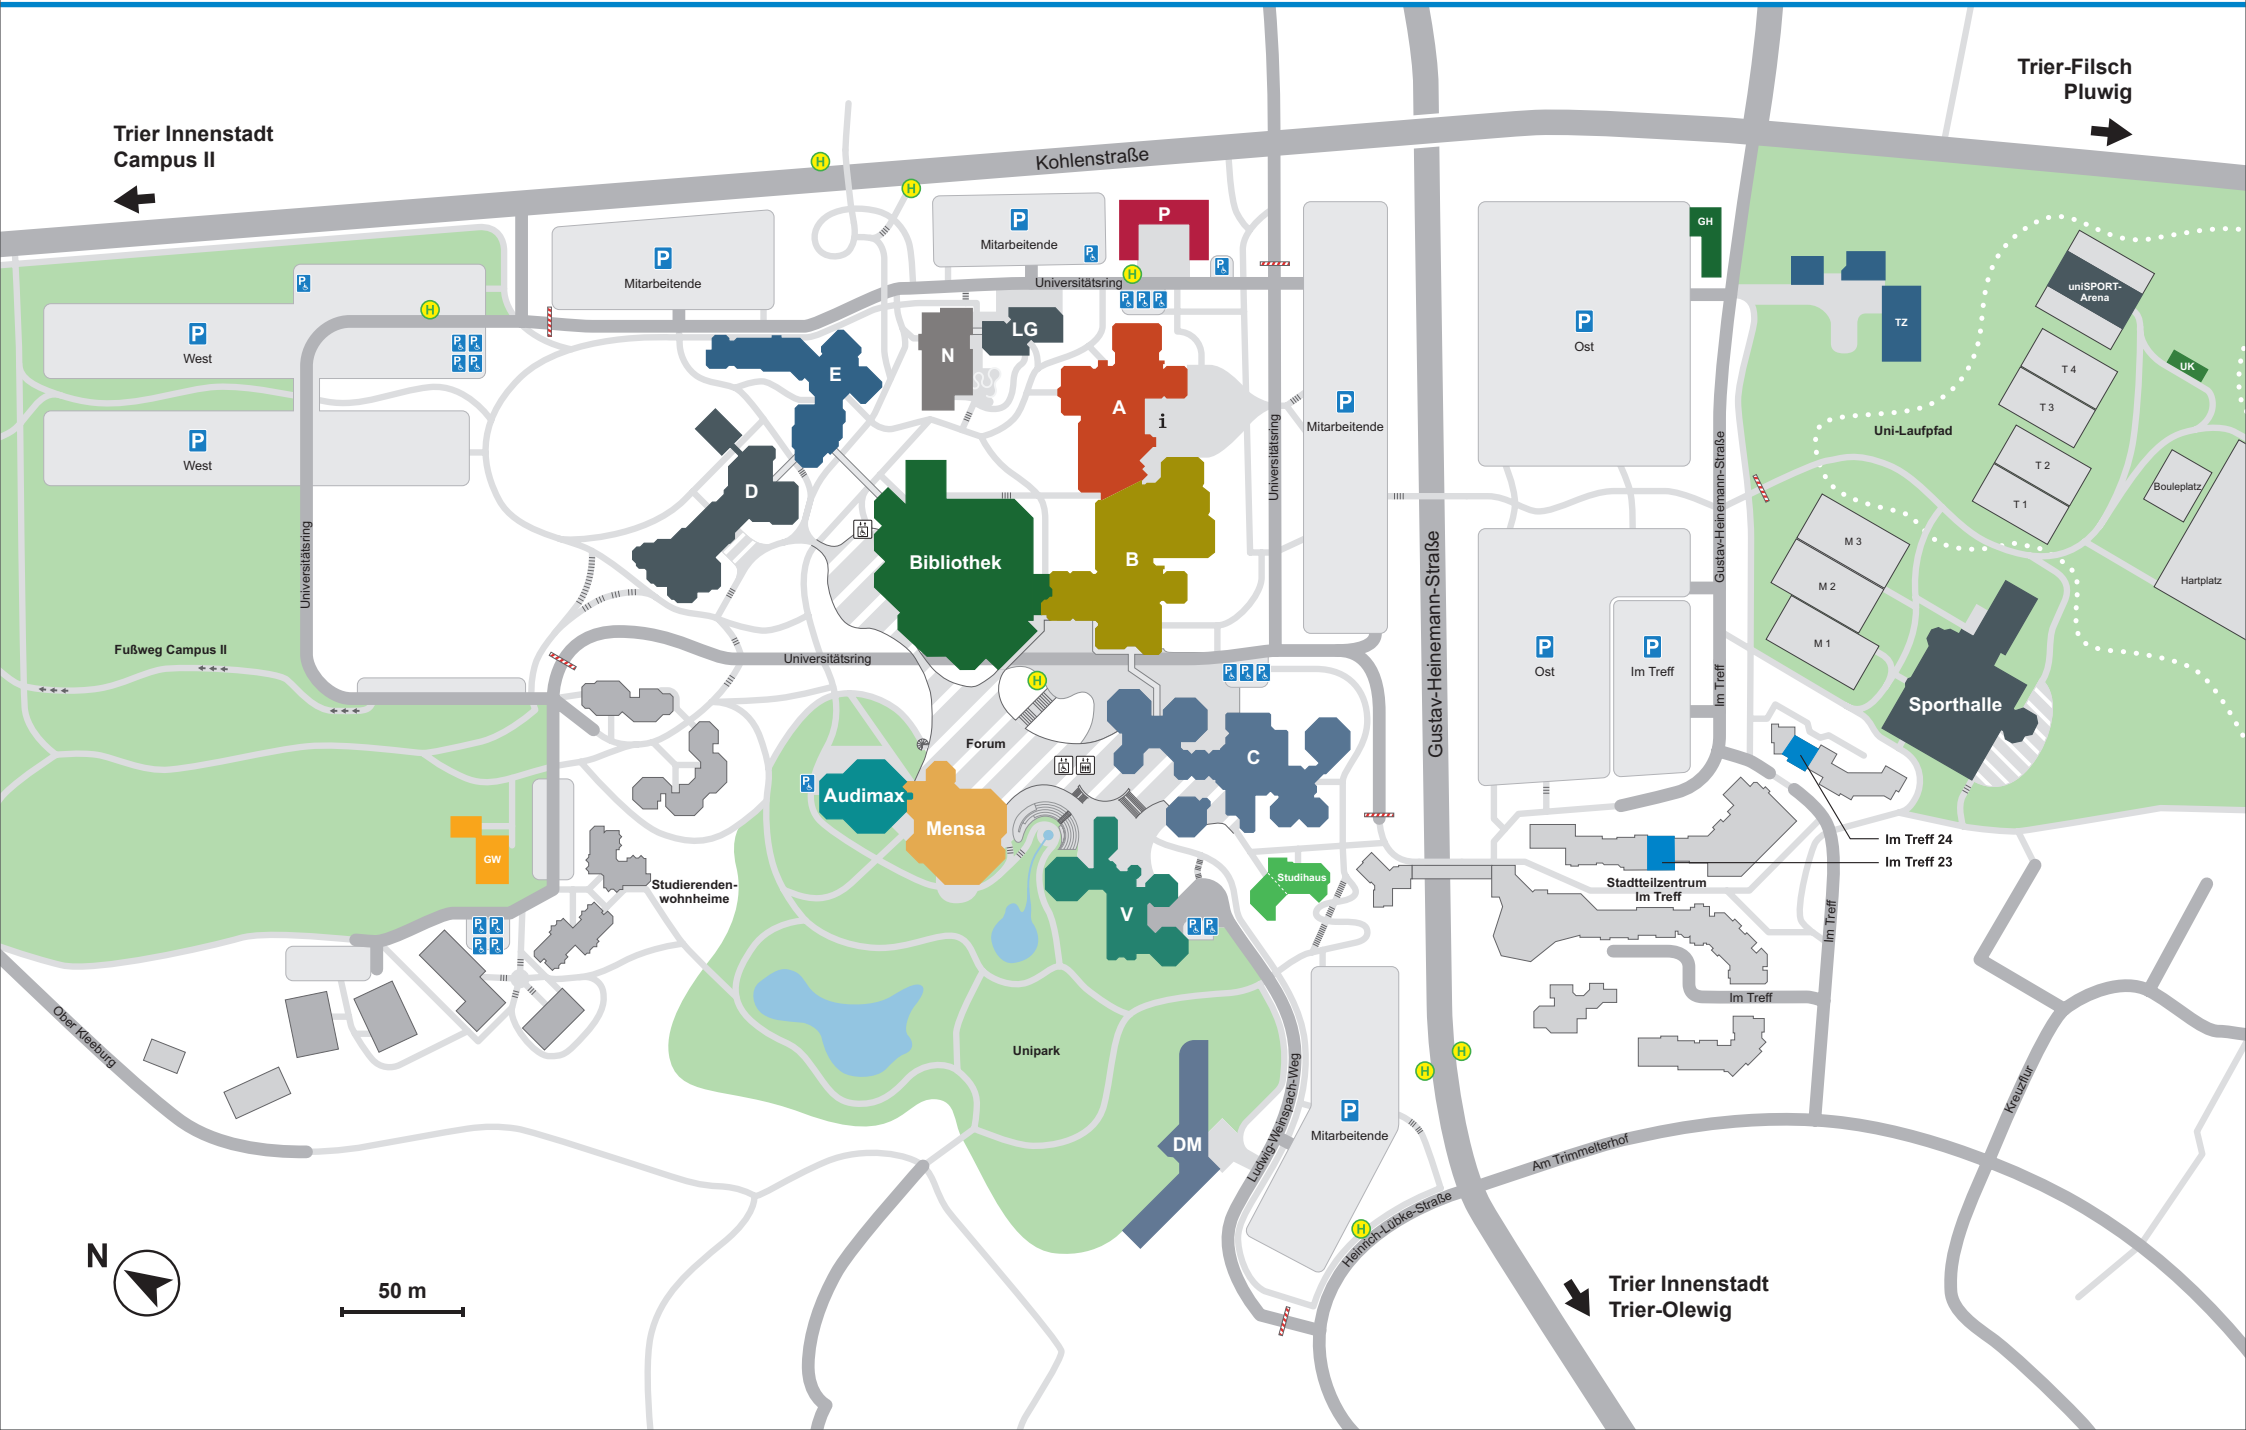 Trier Innenstadt
Campus II
Trier-Filsch
Pluwig
Kohlenstraße
H
H
P
Mitarbeitende
P
Mitarbeitende
P
P
P
H
P
Universitätsring
P
P
P
GH
P
West
P
H
P
P
P
P
P
West
E
N
LG
A
i
D
P
Mitarbeitende
P
Ost
TZ
uniSPORT-
Arena
UK
T 4
T 3
Uni-Laufpfad
T 2
T 1
Bouleplatz
Hartplatz
M 3
M 2
M 1
Universitätsring
Universitätsring
Gustav-Heinemann-Straße
Gustav-Heinemann-Straße
Bibliothek
B
Fußweg Campus II
Universitätsring
H
P
P
P
P
Ost
P
Im Treff
Im Treff
Sporthalle
Forum
C
P
Audimax
Mensa
GW
Studierenden-
wohnheime
Studihaus
V
P
P
Im Treff 24
Im Treff 23
Stadtteilzentrum
Im Treff
Im Treff
Im Treff
P
P
P
P
Ober Kleeburg
Unipark
H
H
DM
Ludwig-Weinspach-Weg
P
Mitarbeitende
Am Trimmelterhof
Kreuzflur
H
Heinrich-Lübke-Straße
N
50 m
Trier Innenstadt
Trier-Olewig